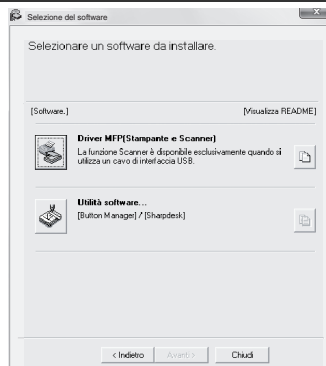 Selezione del software
Selezionare un software da installare.
[Software.] [Visualizza README]
Driver MFP(Stampante e Scanner)
La funzione Scanner è disponibile esclusivamente quando si
utilizza un cavo di interfaccia USB.
Utilità software...
[Button Manager] / [Sharpdesk]
< Indietro Avanti > Chiudi